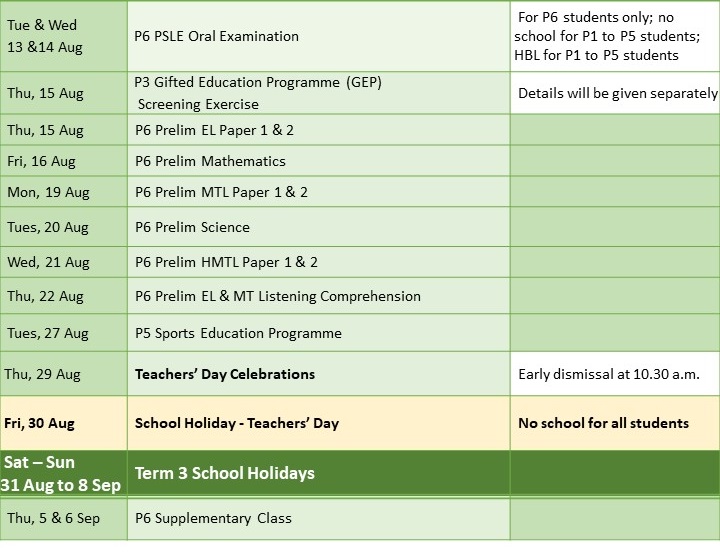 Tue & Wed
13 &14 Aug
P6 PSLE Oral Examination
For P6 students only; no
school for P1 to P5 students;
HBL for P1 to P5 students
Thu, 15 Aug
P3 Gifted Education Programme (GEP)
Screening Exercise
Details will be given separately
Thu, 15 Aug
P6 Prelim EL Paper 1 & 2
Fri, 16 Aug
P6 Prelim Mathematics
Mon, 19 Aug
P6 Prelim MTL Paper 1 & 2
Tues, 20 Aug
P6 Prelim Science
Wed, 21 Aug
P6 Prelim HMTL Paper 1 & 2
Thu, 22 Aug
P6 Prelim EL & MT Listening Comprehension
Tues, 27 Aug
P5 Sports Education Programme
Thu, 29 Aug
Teachers’ Day Celebrations
Early dismissal at 10.30 a.m.
Fri, 30 Aug
School Holiday - Teachers’ Day
No school for all students
Sat – Sun
31 Aug to 8 Sep
Term 3 School Holidays
Thu, 5 & 6 Sep
P6 Supplementary Class